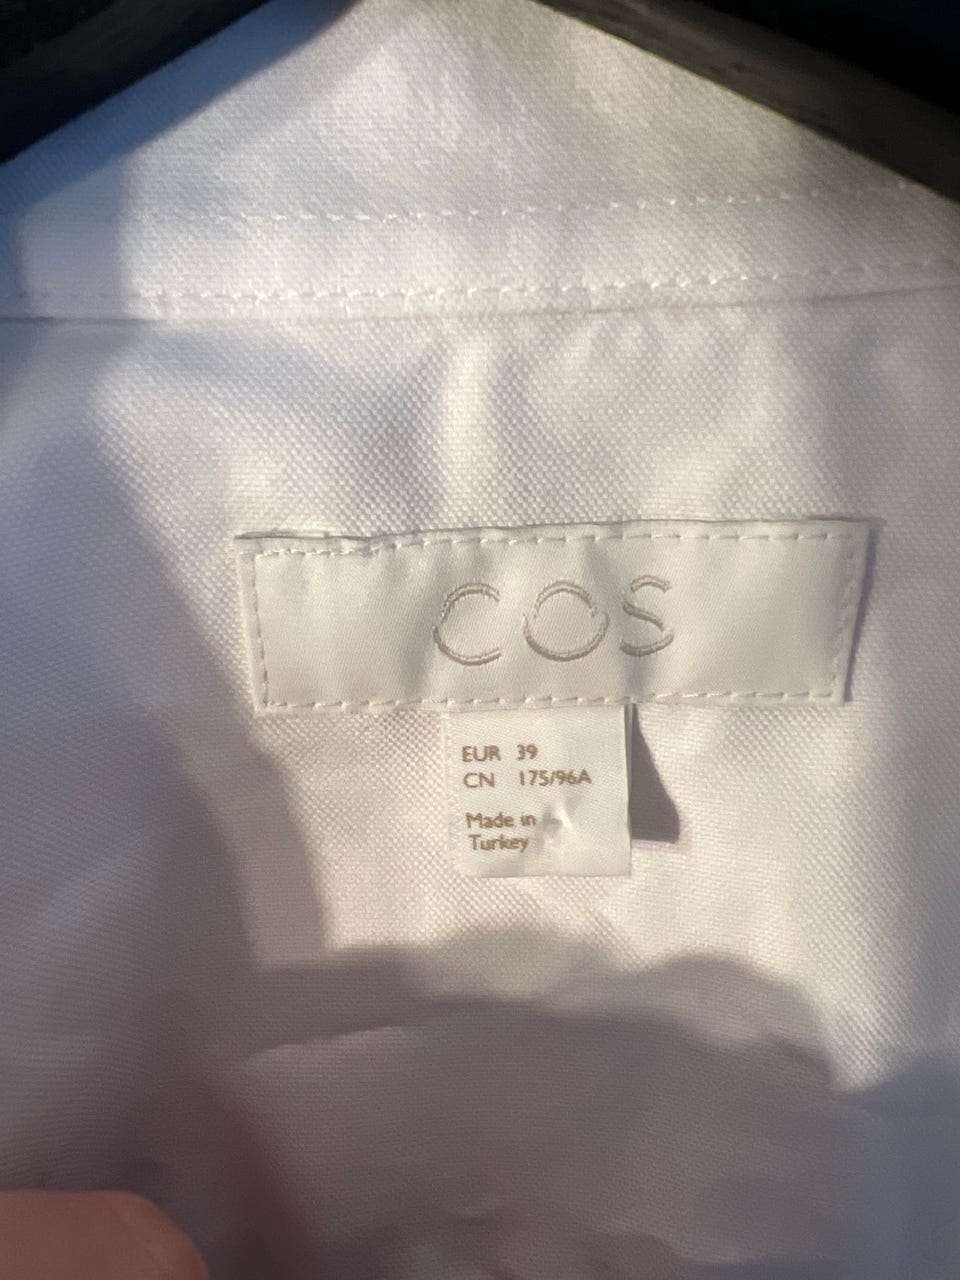 COS
EUR 39
CN 175/96A
Made in
Turkey